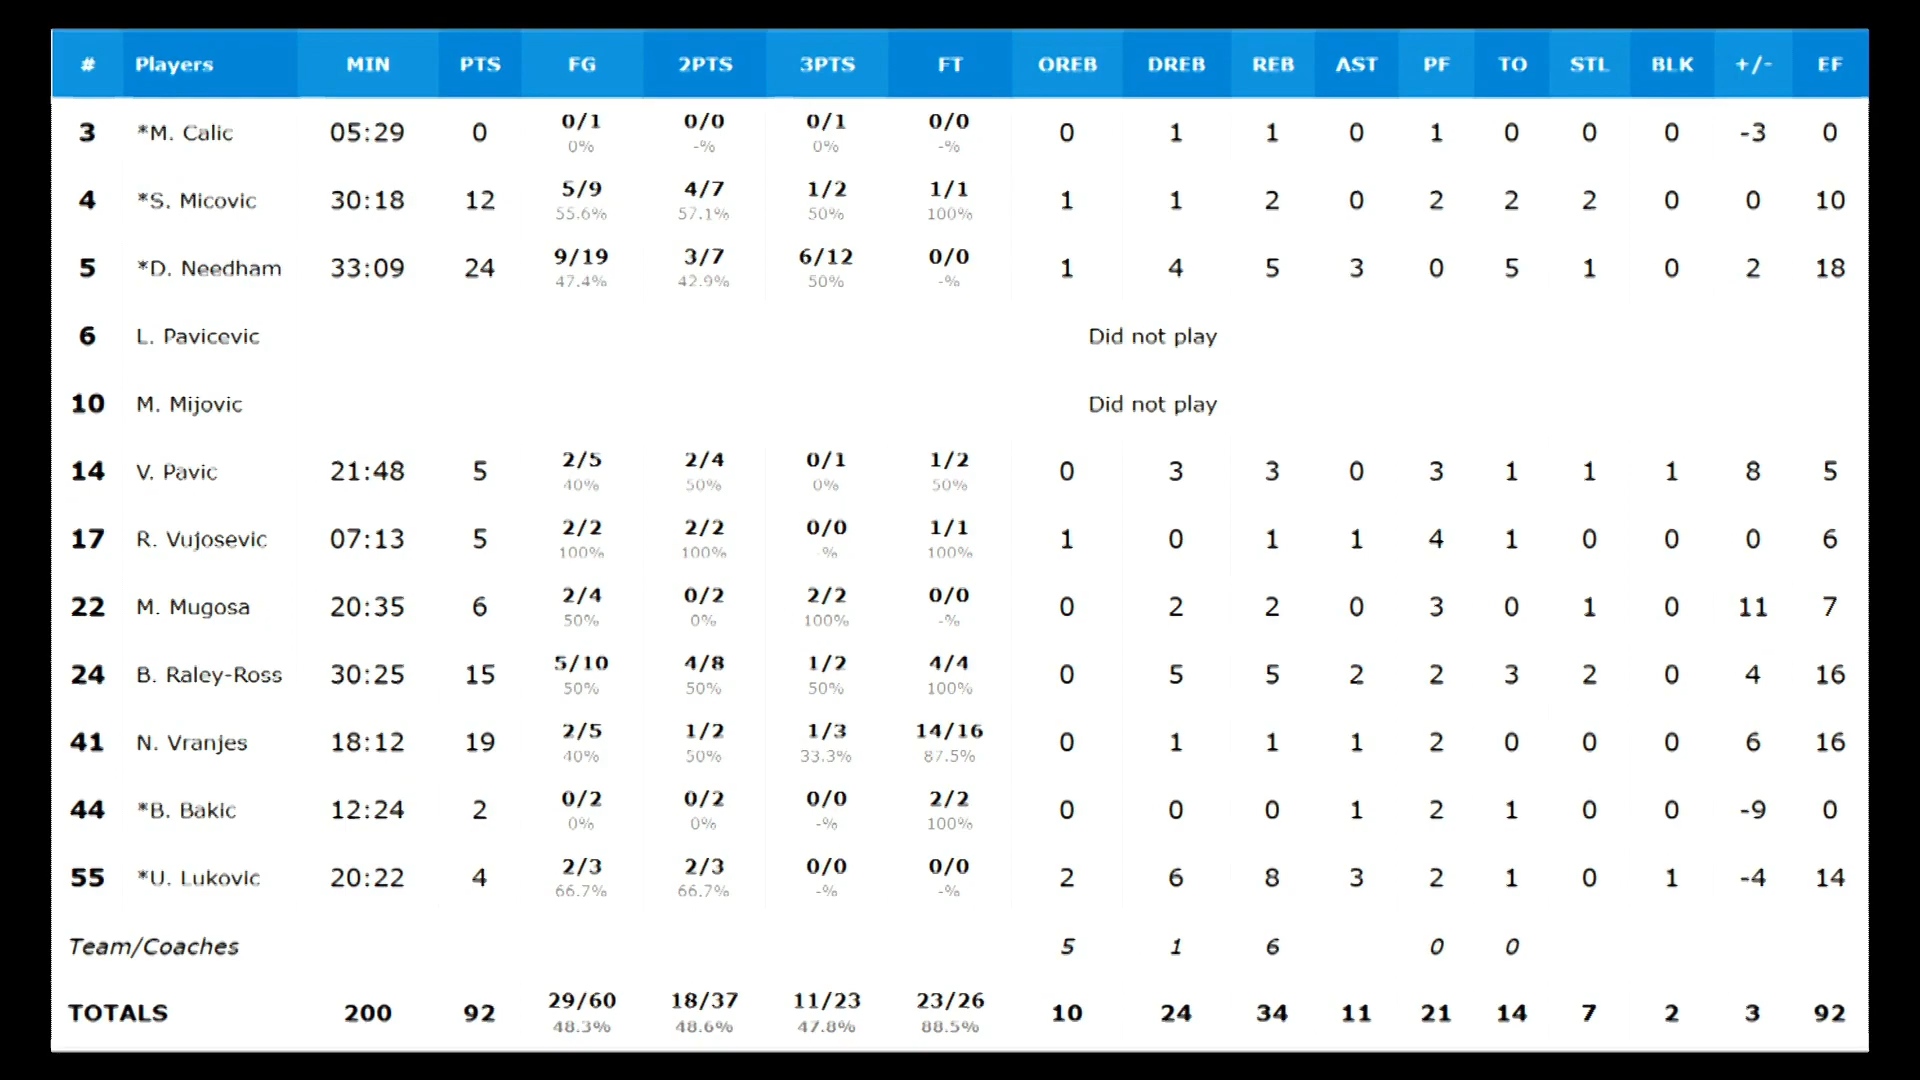 # Players MIN PTS FG 2PTS 3PTS FT OREB DREB REB AST PF TO STL BLK +/- EF
3 *M. Calic 05:29 0 0/1 0% 0/0 -% 0/1 0% 0/0 -% 0 1 1 0 1 0 0 0 -3 0
4 *S. Micovic 30:18 12 5/9 55.6% 4/7 57.1% 1/2 50% 1/1 100% 1 1 2 0 2 2 2 0 0 10
5 *D. Needham 33:09 24 9/19 47.4% 3/7 42.9% 6/12 50% 0/0 -% 1 4 5 3 0 5 1 0 2 18
6 L. Pavicevic Did not play
10 M. Mijovic Did not play
14 V. Pavic 21:48 5 2/5 40% 2/4 50% 0/1 0% 1/2 50% 0 3 3 0 3 1 1 1 8 5
17 R. Vujosevic 07:13 5 2/2 100% 2/2 100% 0/0 -% 1/1 100% 1 0 1 1 4 1 0 0 0 6
22 M. Mugosa 20:35 6 2/4 50% 0/2 0% 2/2 100% 0/0 -% 0 2 2 0 3 0 1 0 11 7
24 B. Raley-Ross 30:25 15 5/10 50% 4/8 50% 1/2 50% 4/4 100% 0 5 5 2 2 3 2 0 4 16
41 N. Vranjes 18:12 19 2/5 40% 1/2 50% 1/3 33.3% 14/16 87.5% 0 1 1 1 2 0 0 0 6 16
44 *B. Bakic 12:24 2 0/2 0% 0/2 0% 0/0 -% 2/2 100% 0 0 0 1 2 1 0 0 -9 0
55 *U. Lukovic 20:22 4 2/3 66.7% 2/3 66.7% 0/0 -% 0/0 -% 2 6 8 3 2 1 0 1 -4 14
Team/Coaches 5 1 6 0 0
TOTALS 200 92 29/60 48.3% 18/37 48.6% 11/23 47.8% 23/26 88.5% 10 24 34 11 21 14 7 2 3 92